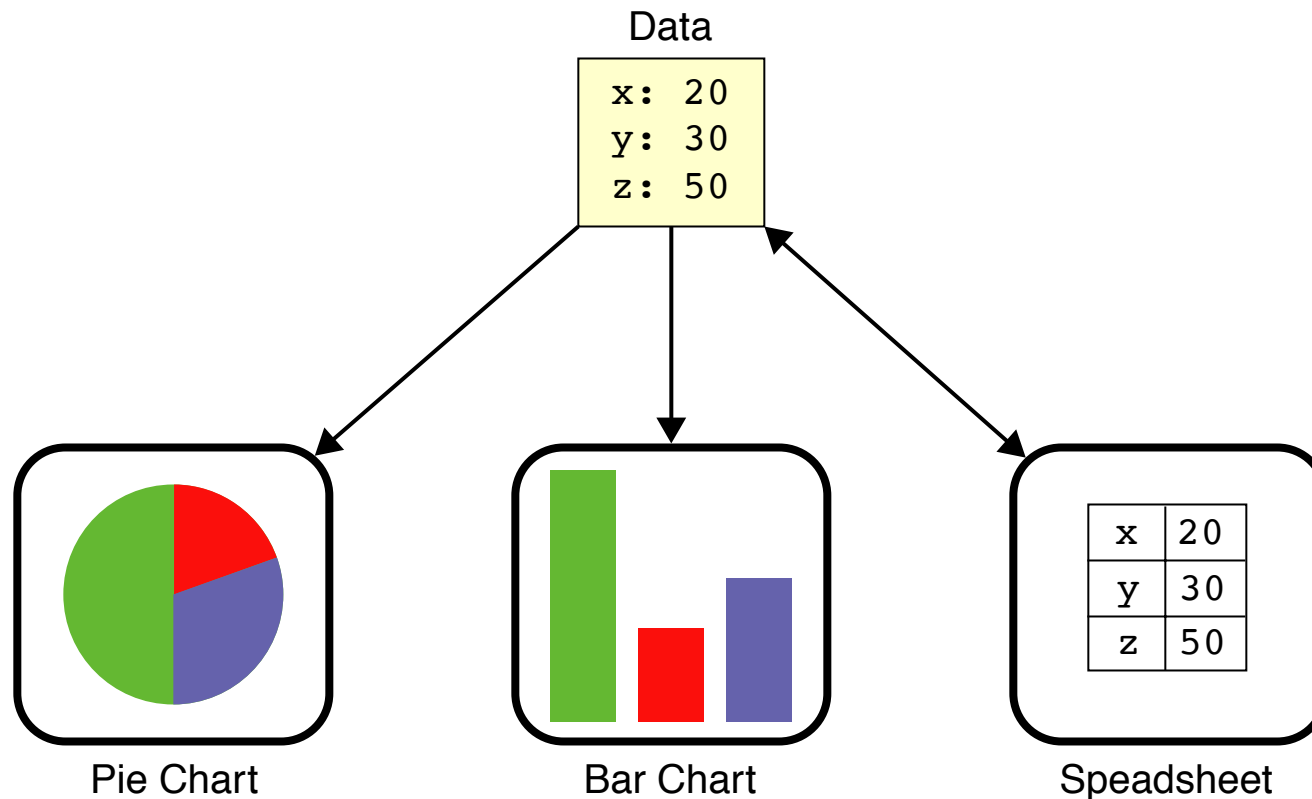 Data
x: 20
y: 30
z: 50
x 20
y 30
z 50
Pie Chart
Bar Chart
Speadsheet